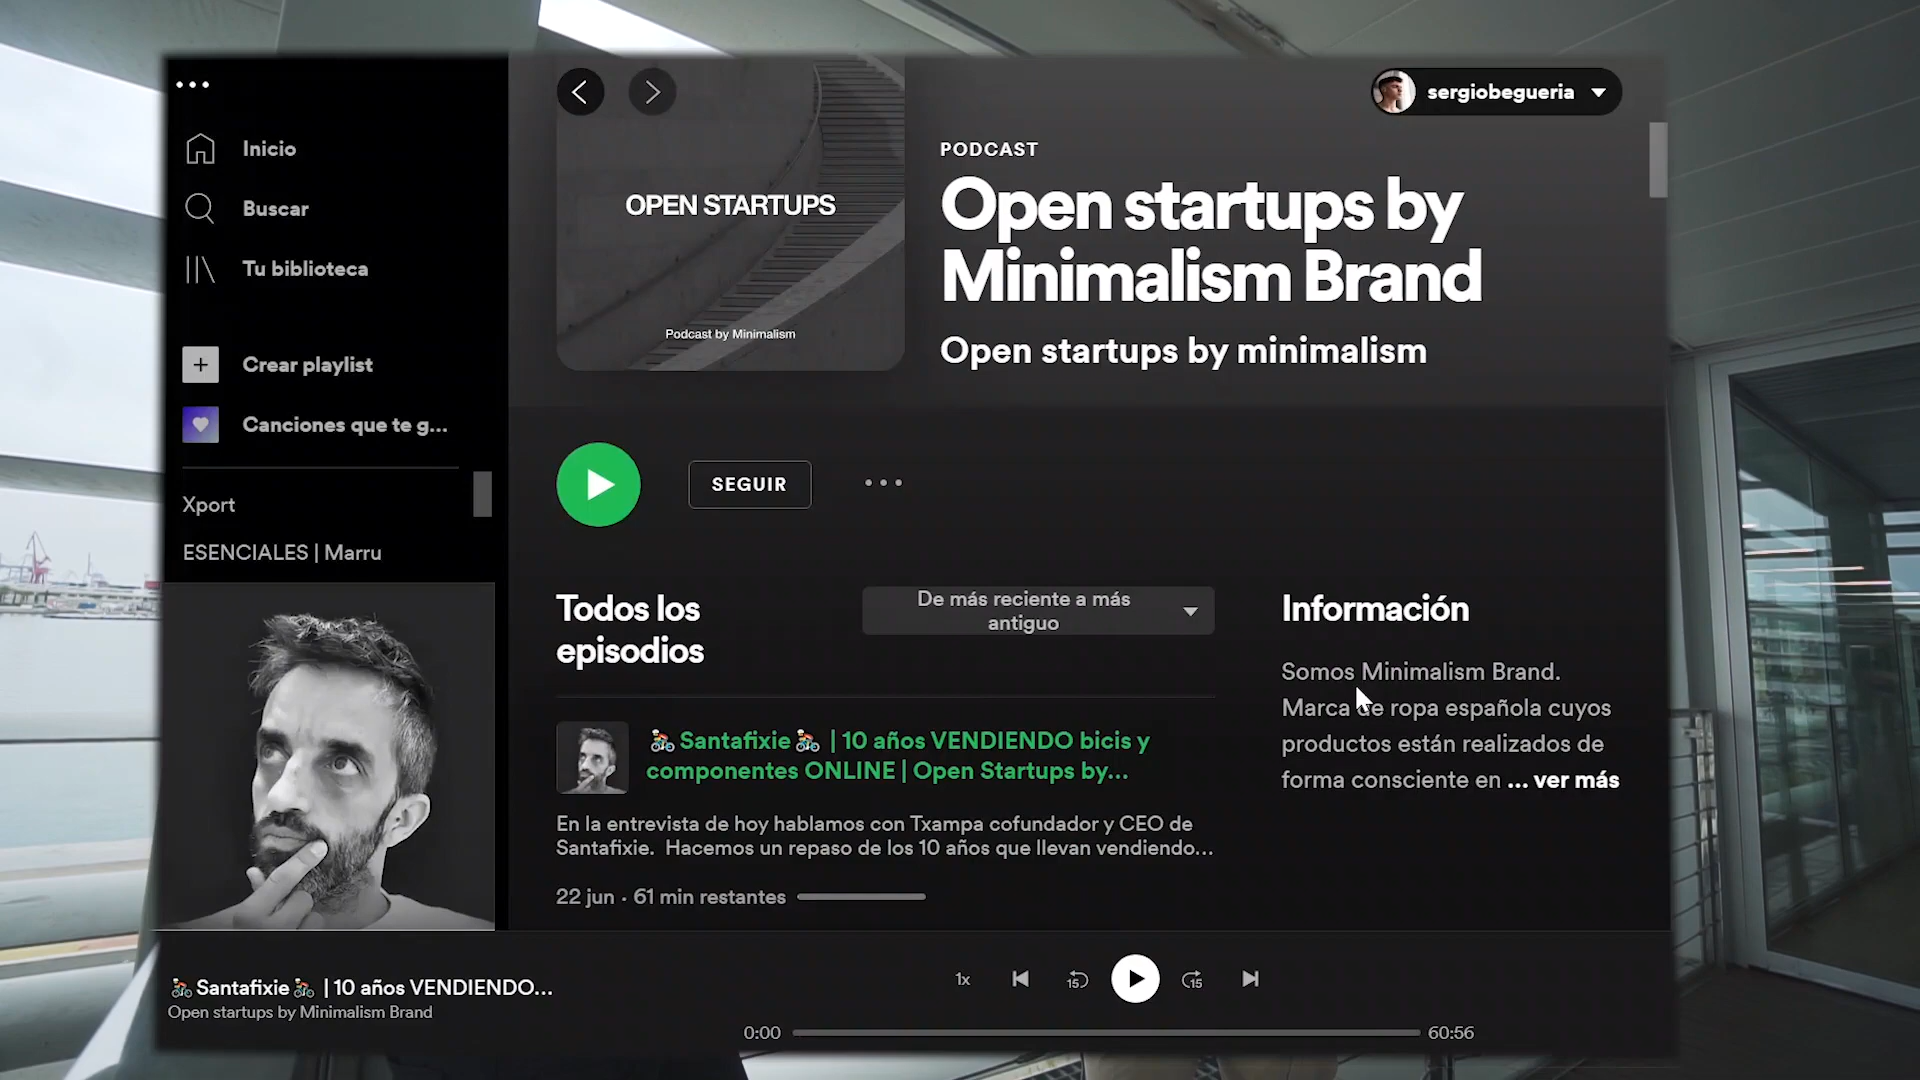 Inicio
Buscar
Tu biblioteca
Crear playlist
Canciones que te g...
Xport
ESENCIALES | Marru
OPEN STARTUPS
Podcast by Minimalism
sergiobegueria
PODCAST
Open startups by
Minimalism Brand
Open startups by minimalism
SEGUIR
Todos los
episodios
De más reciente a más
antiguo
🚴 Santafixie 🚴 | 10 años VENDIENDO bicis y
componentes ONLINE | Open Startups by...
En la entrevista de hoy hablamos con Txampa cofundador y CEO de
Santafixie. Hacemos un repaso de los 10 años que llevan vendiendo...
22 jun · 61 min restantes
Información
Somos Minimalism Brand.
Marca de ropa española cuyos
productos están realizados de
forma consciente en ... ver más
🚴 Santafixie 🚴 | 10 años VENDIENDO...
Open startups by Minimalism Brand
1x
15
15
0:00
60:56